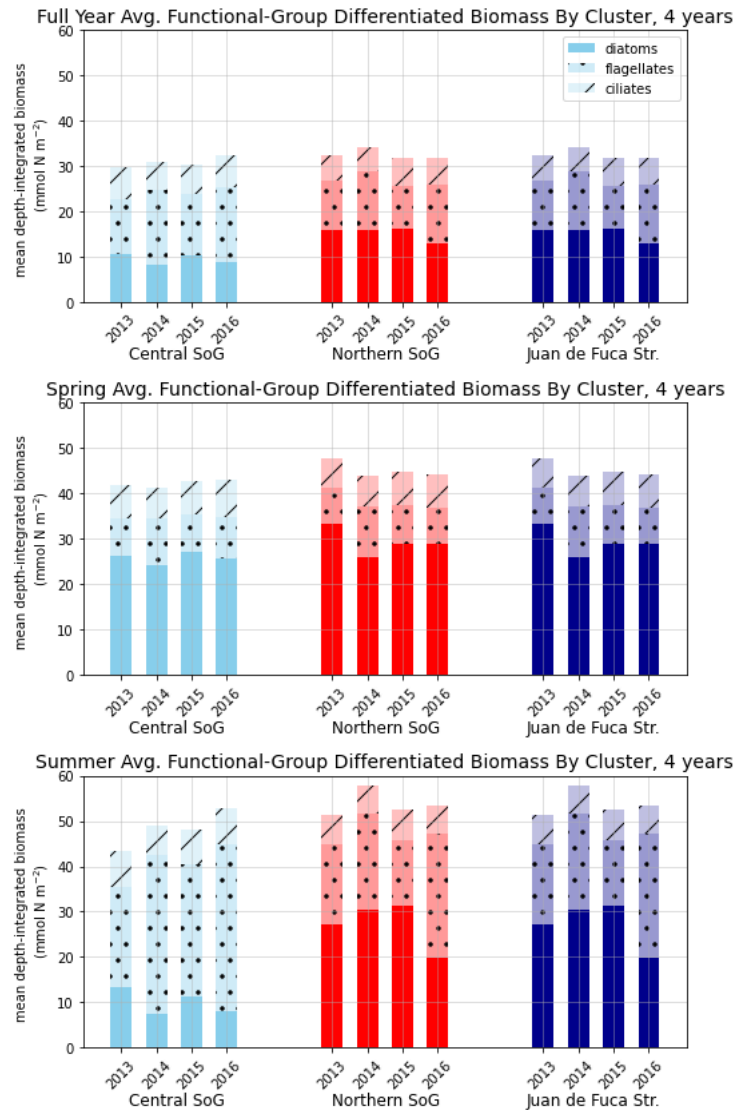 Full Year Avg. Functional-Group Differentiated Biomass By Cluster, 4 years
60
50
40
30
20
10
0
mean depth-integrated biomass
(mmol N m⁻²)
diatoms
flagellates
ciliates
2013 2014 2015 2016 2013 2014 2015 2016 2013 2014 2015 2016
Central SoG Northern SoG Juan de Fuca Str.
Spring Avg. Functional-Group Differentiated Biomass By Cluster, 4 years
60
50
40
30
20
10
0
mean depth-integrated biomass
(mmol N m⁻²)
2013 2014 2015 2016 2013 2014 2015 2016 2013 2014 2015 2016
Central SoG Northern SoG Juan de Fuca Str.
Summer Avg. Functional-Group Differentiated Biomass By Cluster, 4 years
60
50
40
30
20
10
0
mean depth-integrated biomass
(mmol N m⁻²)
2013 2014 2015 2016 2013 2014 2015 2016 2013 2014 2015 2016
Central SoG Northern SoG Juan de Fuca Str.